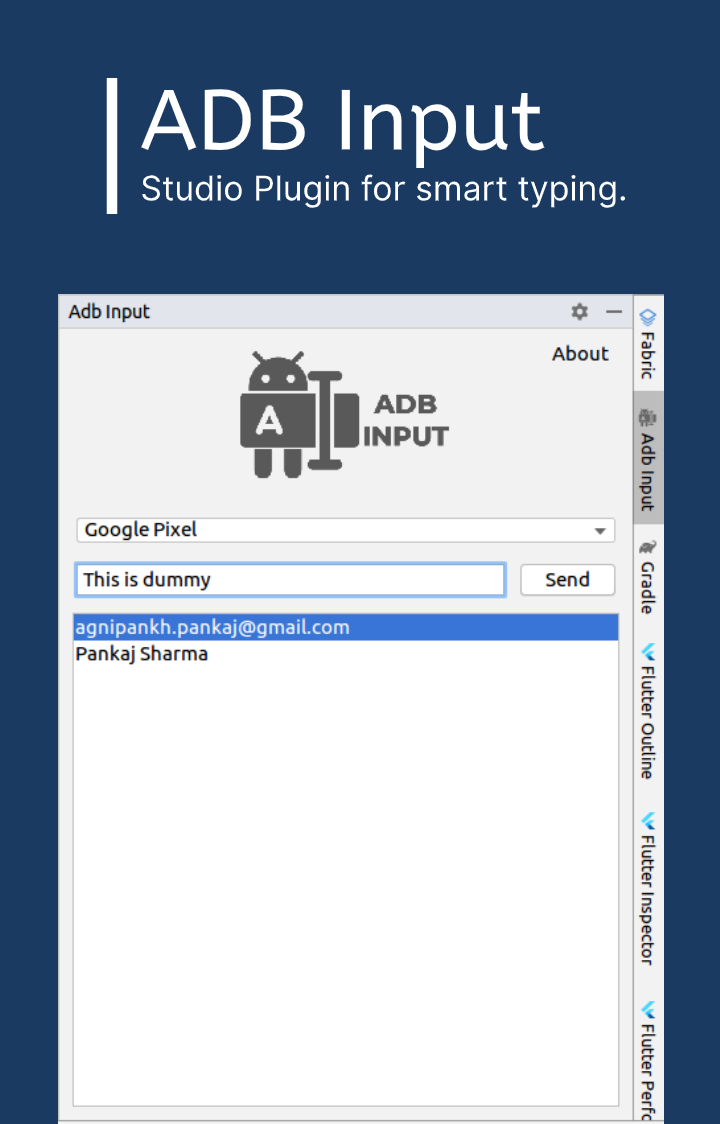 ADB Input
Studio Plugin for smart typing.
Adb Input
About
A
ADB
INPUT
Google Pixel
This is dummy
Send
agnipankh.pankaj@gmail.com
Pankaj Sharma
Fabric
Adb Input
Gradle
Flutter Outline
Flutter Inspector
Flutter Perfo